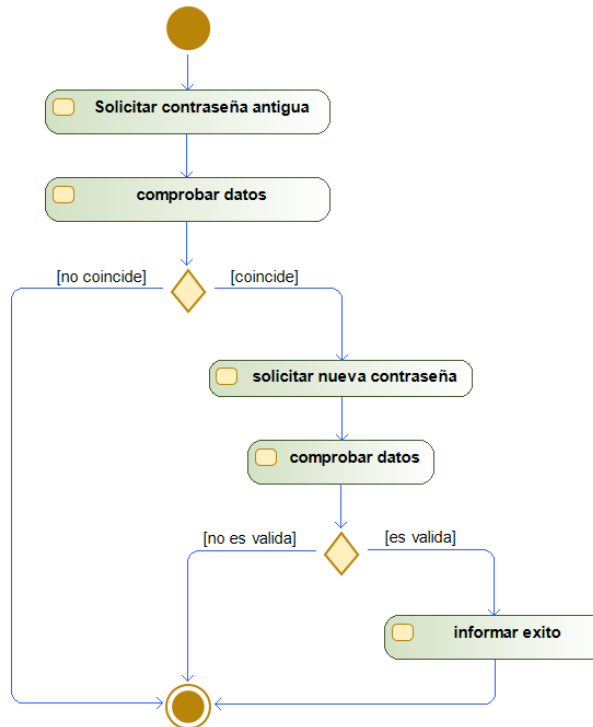 Solicitar contraseña antigua
comprobar datos
[no coincide]
[coincide]
solicitar nueva contraseña
comprobar datos
[no es valida]
[es valida]
informar exito